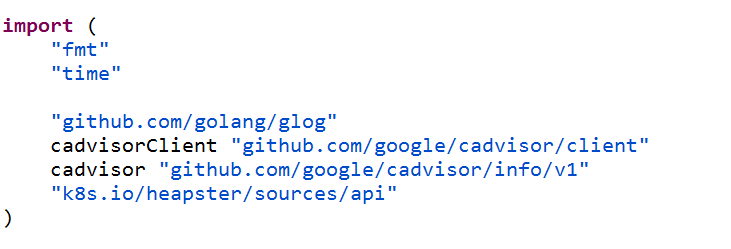 import (
    "fmt"
    "time"

    "github.com/golang/glog"
    cadvisorClient "github.com/google/cadvisor/client"
    cadvisor "github.com/google/cadvisor/info/v1"
    "k8s.io/heapster/sources/api"
)